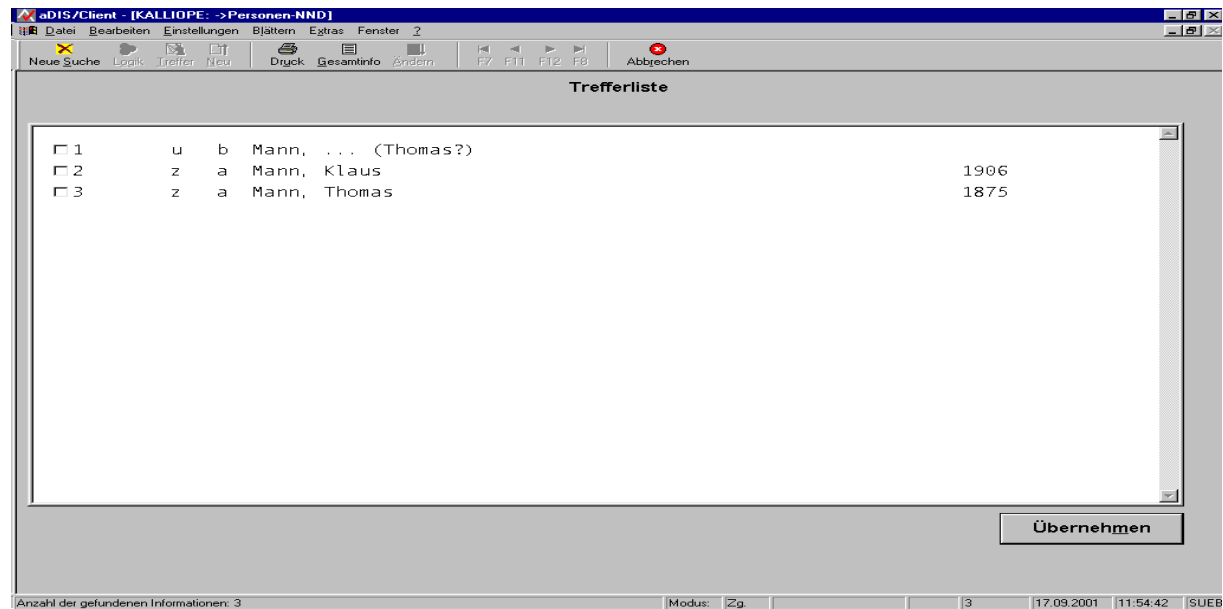 aDIS/Client - [KALLIOPE: ->Personen-NND]
Datei Bearbeiten Einstellungen Blättern Extras Fenster ?
Neue Suche Logik Treffer Neu Druck Gesamtinfo Ändern F7 F11 F12 F8 Abbrechen
Trefferliste
1 u b Mann, ... (Thomas?)
2 z a Mann, Klaus 1906
3 z a Mann, Thomas 1875
Übernehmen
Anzahl der gefundenen Informationen: 3 Modus: Zg. 3 17.09.2001 11:54:42 SUEB